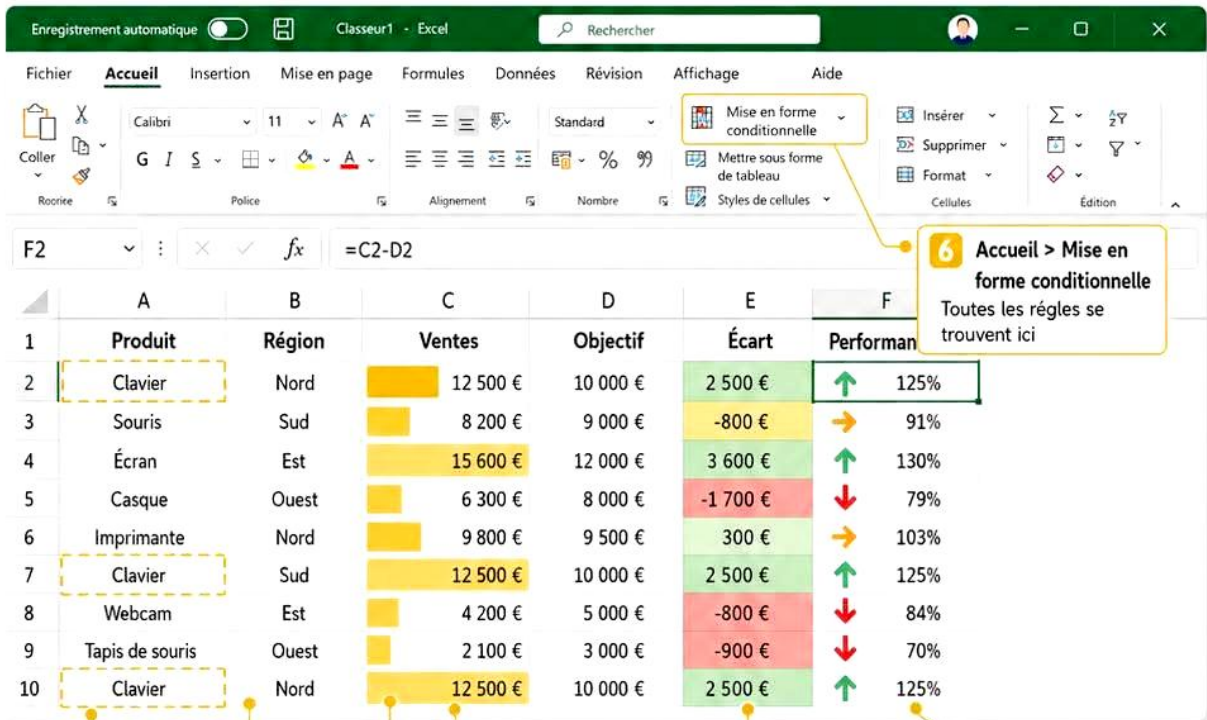 Enregistrement automatique Classeur1 - Excel Rechercher
Fichier Accueil Insertion Mise en page Formules Données Révision Affichage Aide
Coller
Rooriee
Calibri 11 A A
G I S A
Police
Alignement
Standard
% 99
Nombre
Mise en forme
conditionnelle
Mettre sous forme
de tableau
Styles de cellules
Insérer
Supprimer
Format
Cellules
Σ
Édition
F2 fx =C2-D2
6 Accueil > Mise en
forme conditionnelle
Toutes les régles se
trouvent ici
A B C D E F
1 Produit Région Ventes Objectif Écart Performan
2 Clavier Nord 12 500 € 10 000 € 2 500 € 125%
3 Souris Sud 8 200 € 9 000 € -800 € 91%
4 Écran Est 15 600 € 12 000 € 3 600 € 130%
5 Casque Ouest 6 300 € 8 000 € -1 700 € 79%
6 Imprimante Nord 9 800 € 9 500 € 300 € 103%
7 Clavier Sud 12 500 € 10 000 € 2 500 € 125%
8 Webcam Est 4 200 € 5 000 € -800 € 84%
9 Tapis de souris Ouest 2 100 € 3 000 € -900 € 70%
10 Clavier Nord 12 500 € 10 000 € 2 500 € 125%